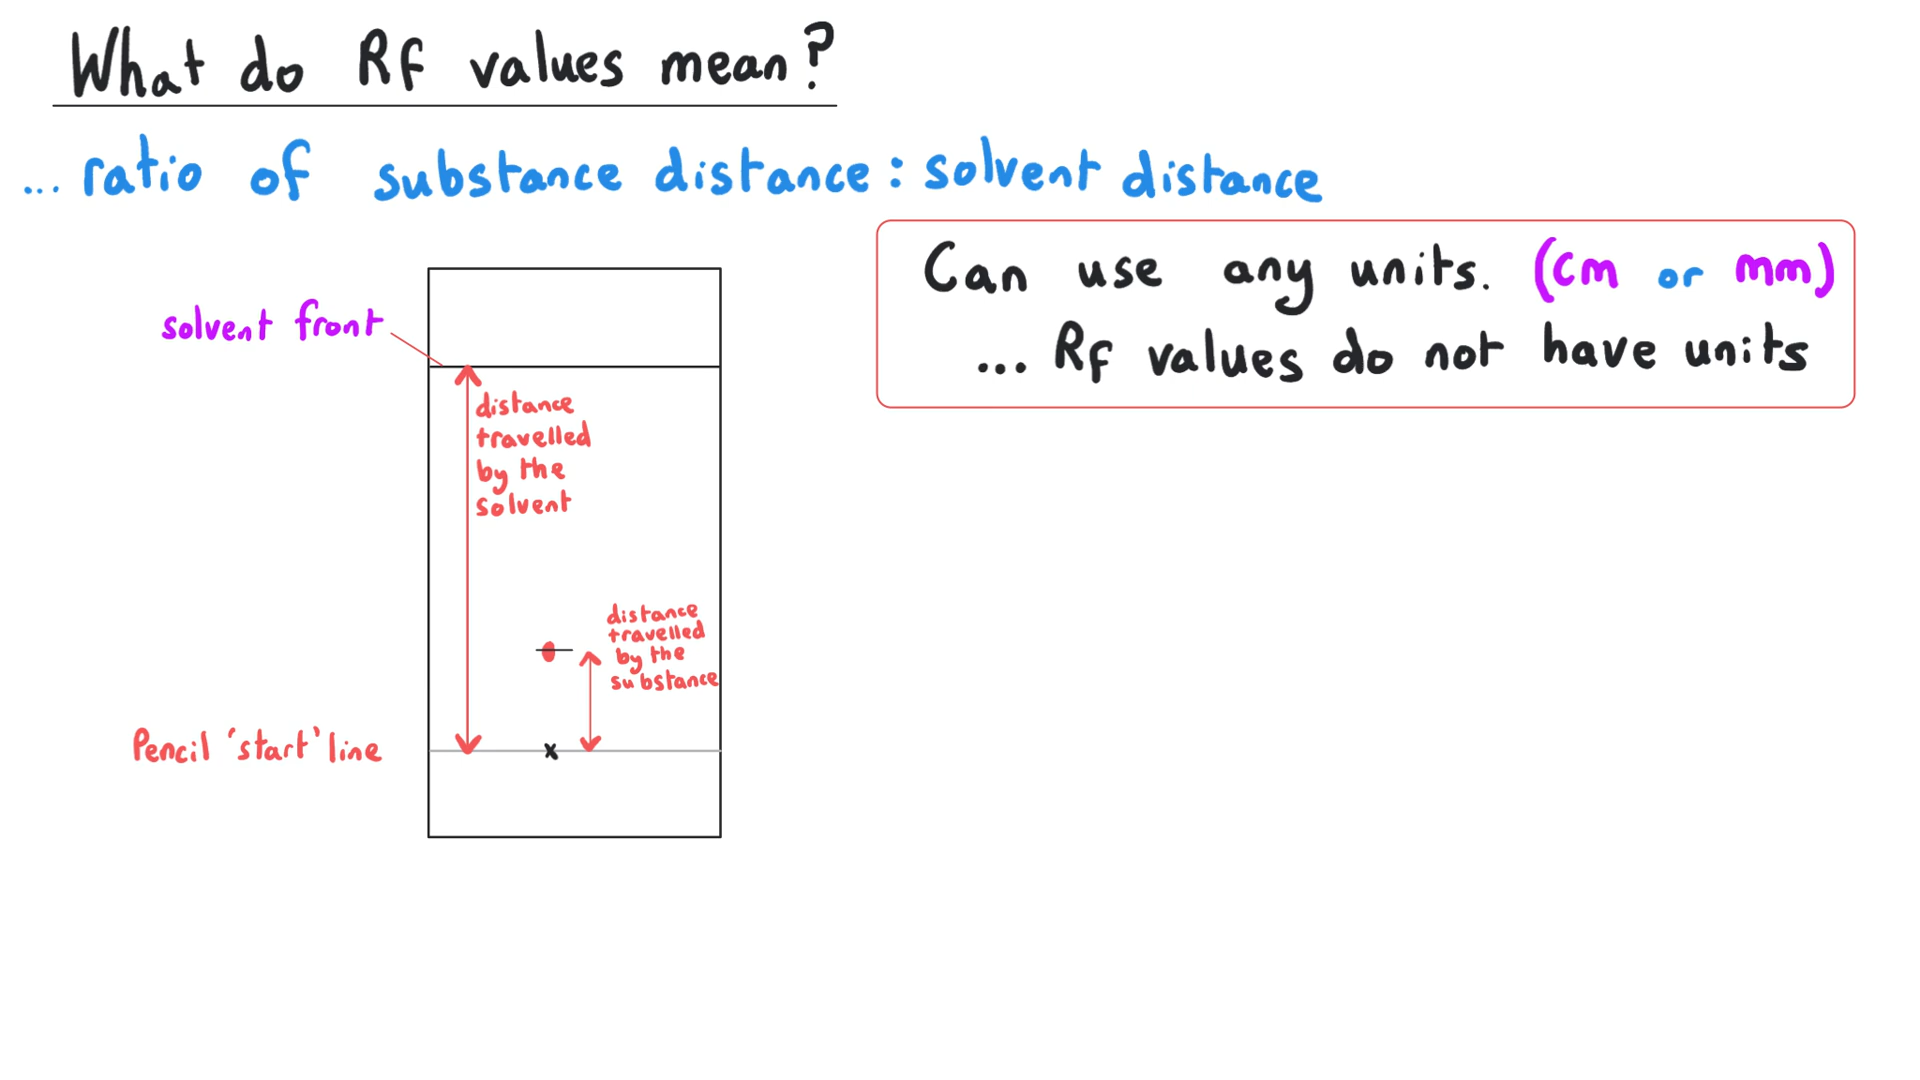 What do Rf values mean?
... ratio of substance distance : solvent distance
Can use any units. (cm or mm)
... Rf values do not have units
solvent front
distance
travelled
by the
solvent
distance
travelled
by the
substance
Pencil 'start' line
x